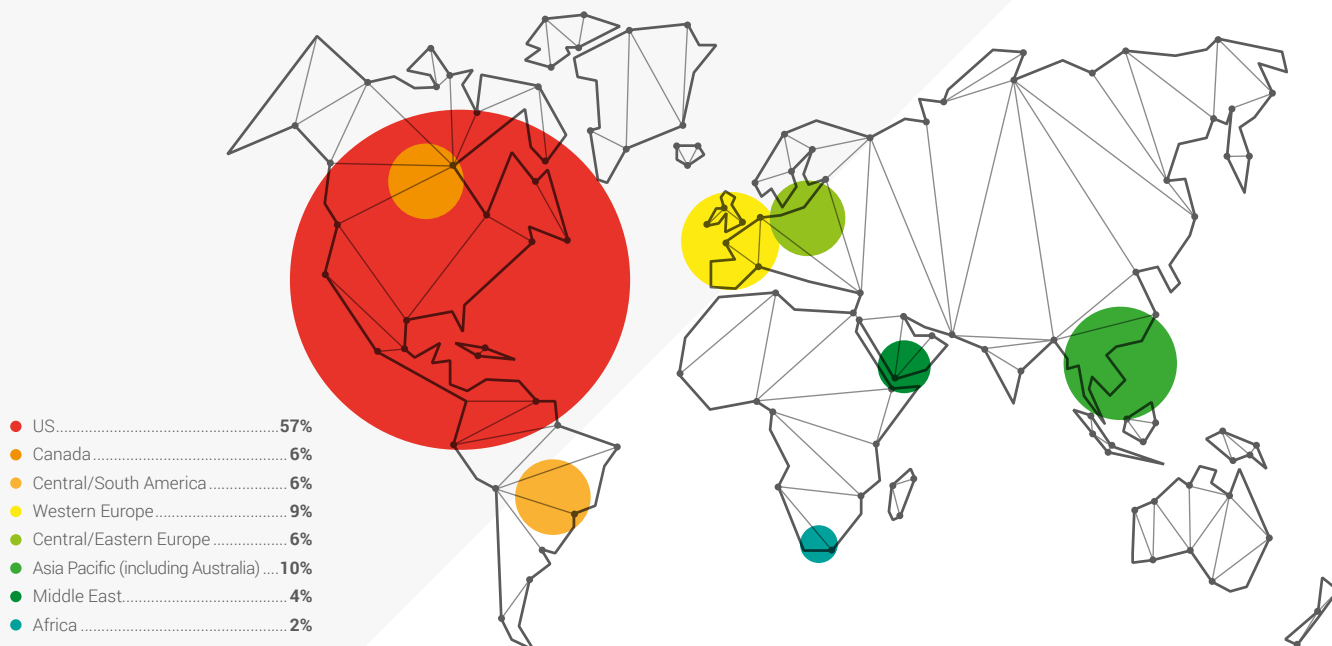 US 57%
Canada 6%
Central/South America 6%
Western Europe 9%
Central/Eastern Europe 6%
Asia Pacific (including Australia) 10%
Middle East 4%
Africa 2%